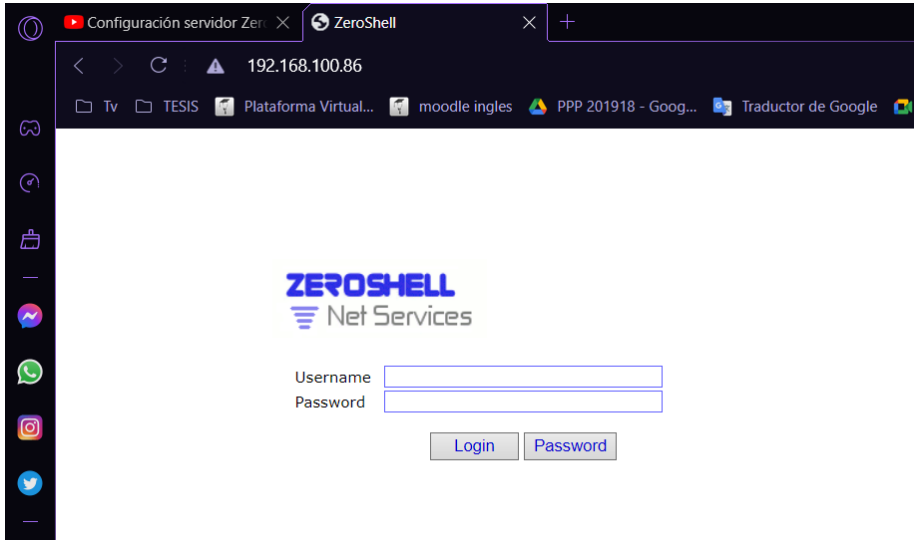 Configuración servidor Zer
ZeroShell
192.168.100.86
Tv TESIS Plataforma Virtual... moodle ingles PPP 201918 - Goog... Traductor de Google
ZEROSHELL
Net Services
Username
Password
Login Password